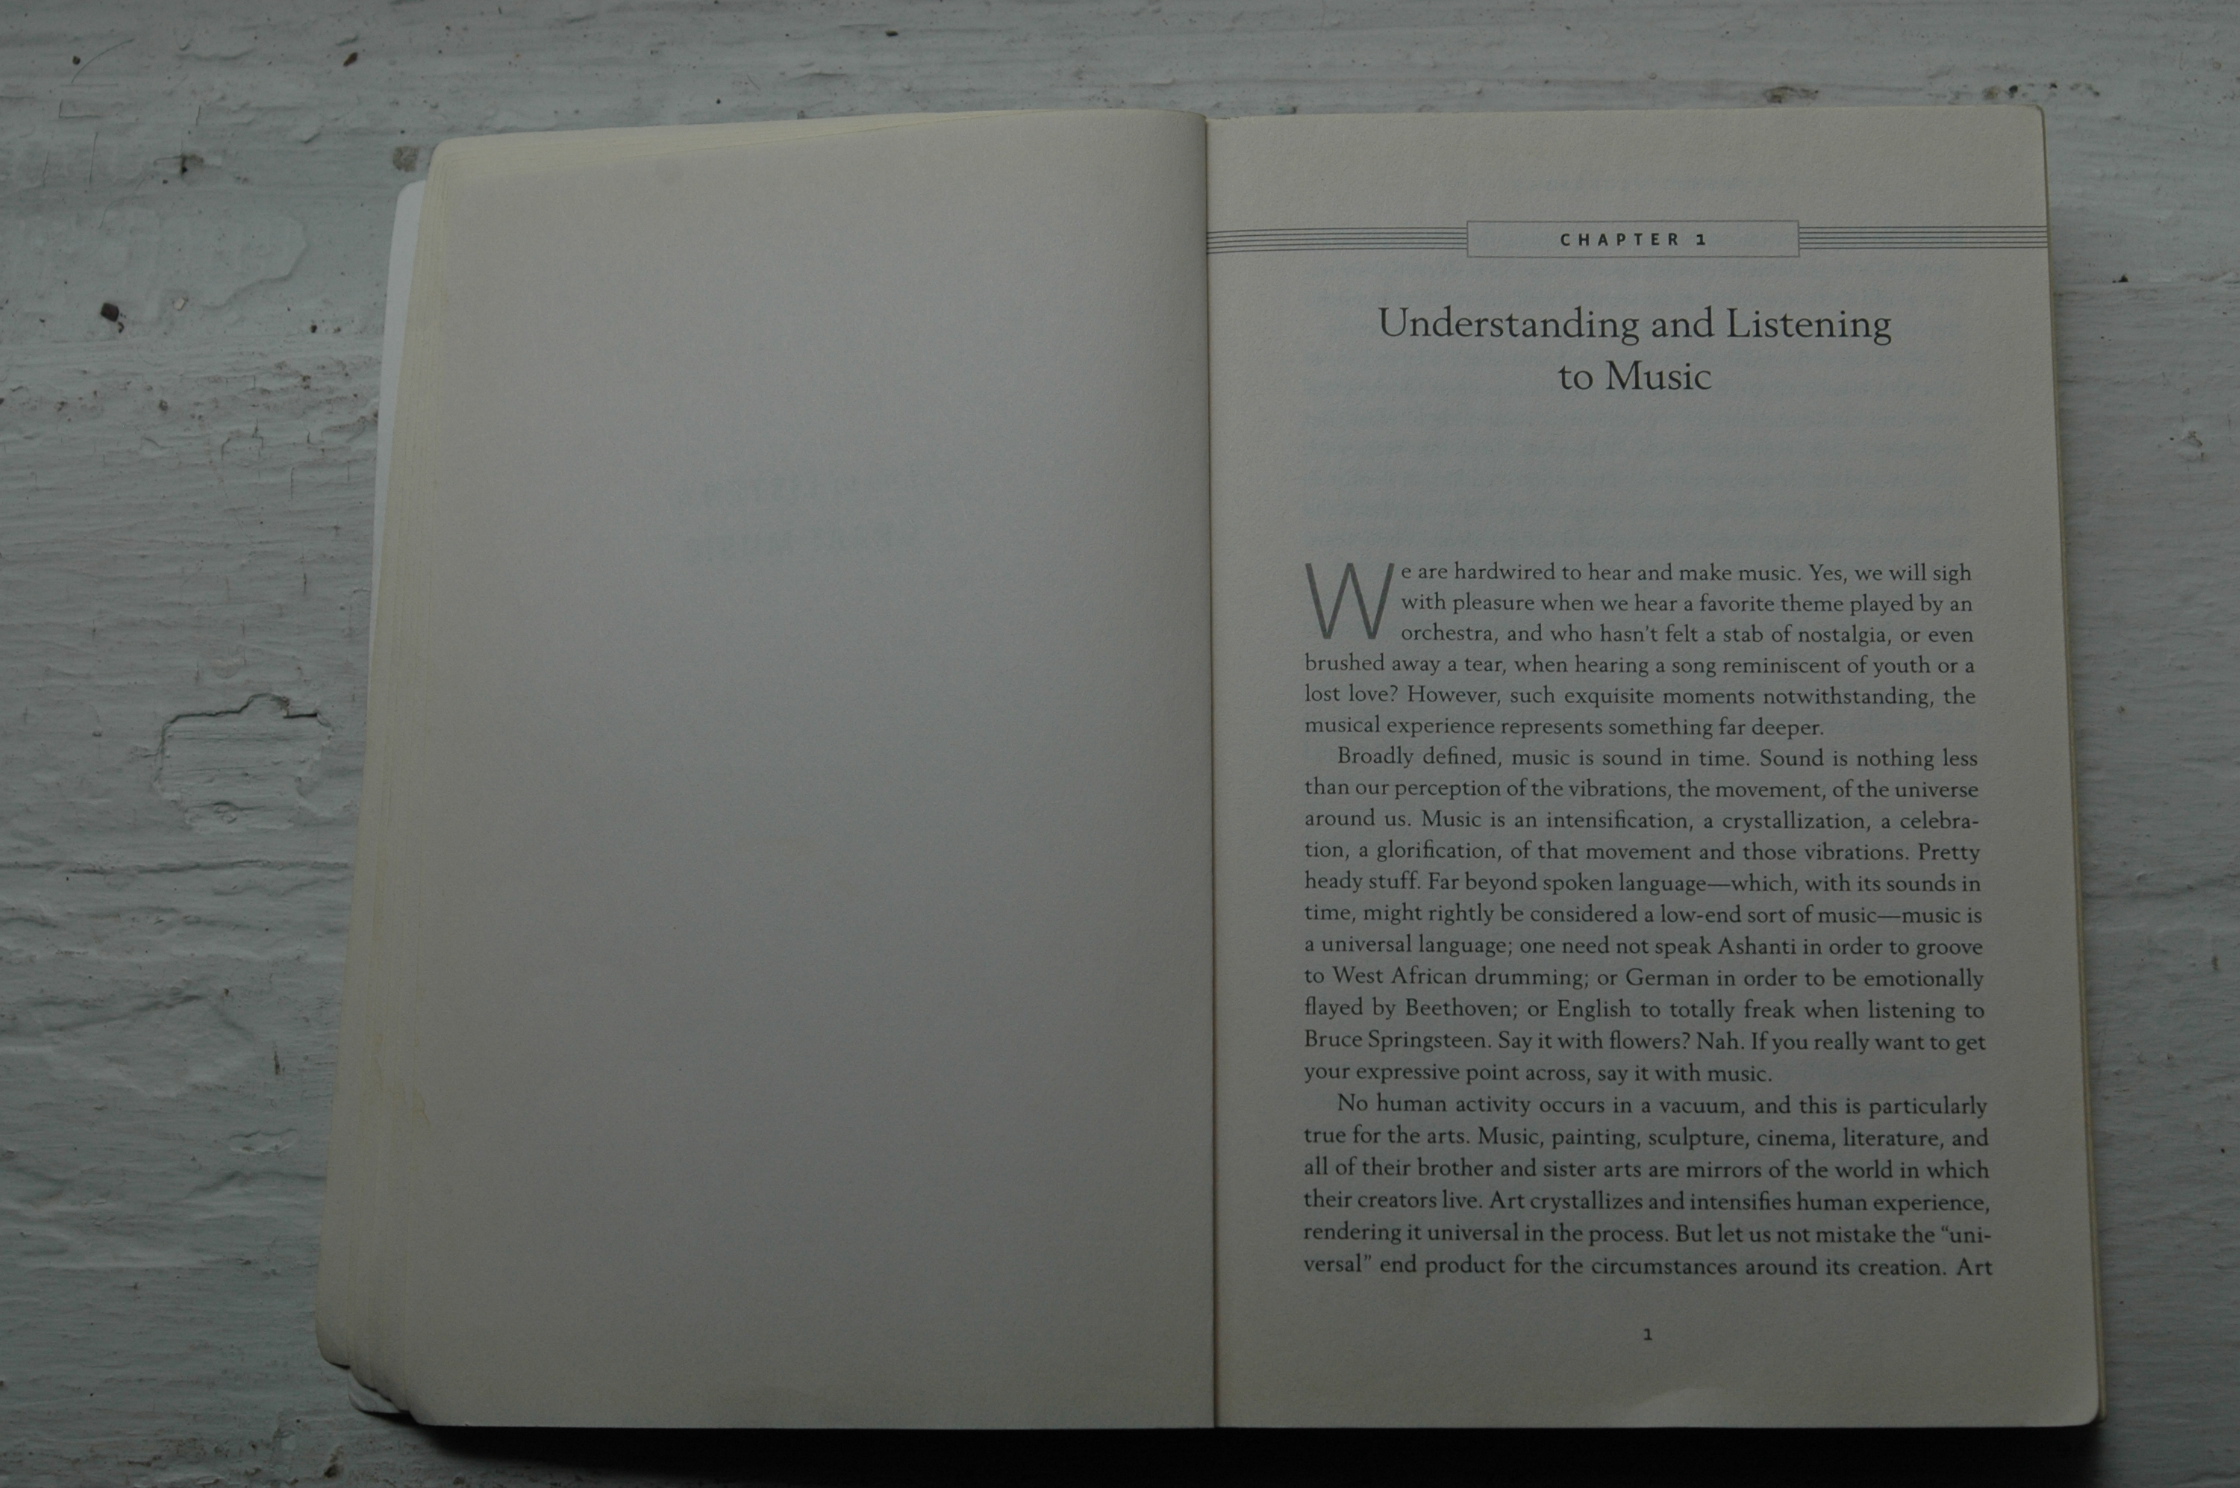 CHAPTER 1
Understanding and Listening
to Music
We are hardwired to hear and make music. Yes, we will sigh
with pleasure when we hear a favorite theme played by an
orchestra, and who hasn't felt a stab of nostalgia, or even
brushed away a tear, when hearing a song reminiscent of youth or a
lost love? However, such exquisite moments notwithstanding, the
musical experience represents something far deeper.
Broadly defined, music is sound in time. Sound is nothing less
than our perception of the vibrations, the movement, of the universe
around us. Music is an intensification, a crystallization, a celebra-
tion, a glorification, of that movement and those vibrations. Pretty
heady stuff. Far beyond spoken language—which, with its sounds in
time, might rightly be considered a low-end sort of music—music is
a universal language; one need not speak Ashanti in order to groove
to West African drumming; or German in order to be emotionally
flayed by Beethoven; or English to totally freak when listening to
Bruce Springsteen. Say it with flowers? Nah. If you really want to get
your expressive point across, say it with music.
No human activity occurs in a vacuum, and this is particularly
true for the arts. Music, painting, sculpture, cinema, literature, and
all of their brother and sister arts are mirrors of the world in which
their creators live. Art crystallizes and intensifies human experience,
rendering it universal in the process. But let us not mistake the “uni-
versal” end product for the circumstances around its creation. Art
1